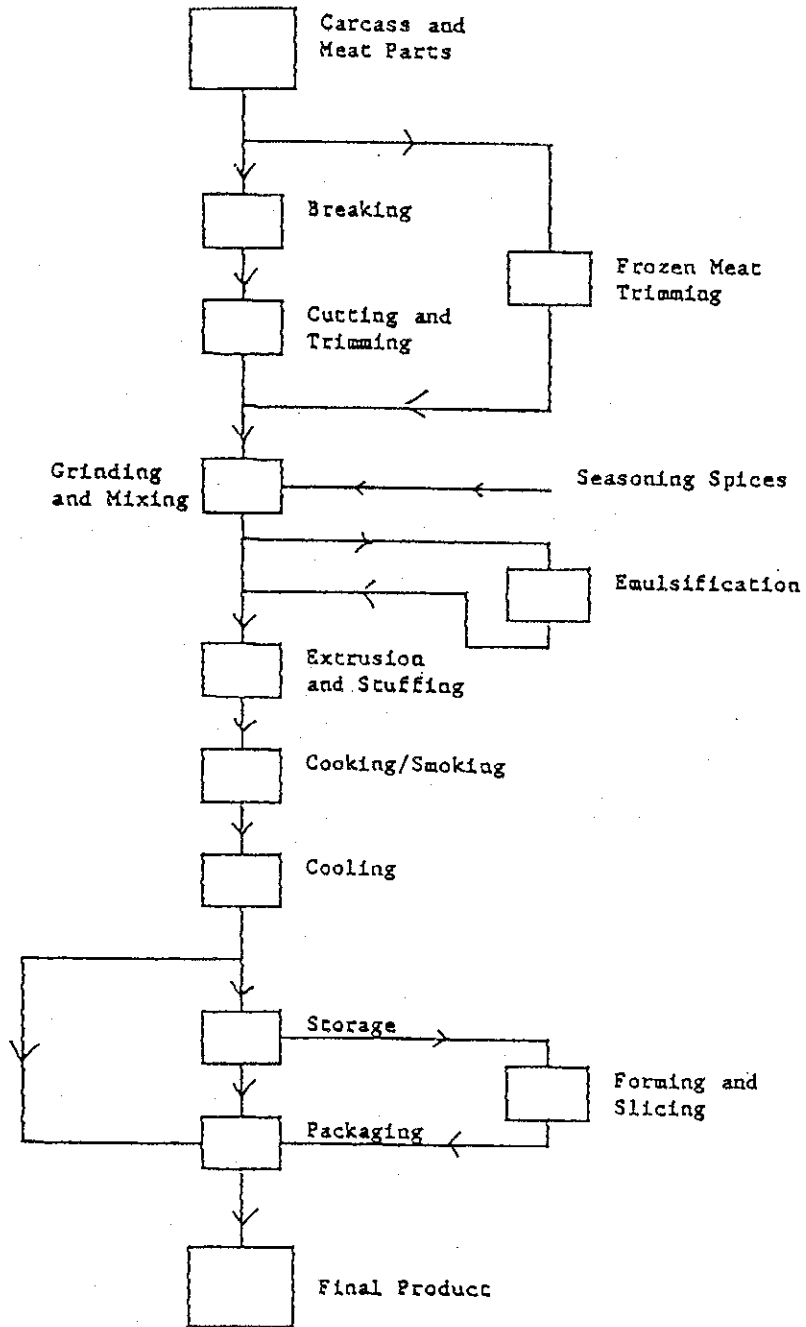 Carcass and
Meat Parts
Breaking
Frozen Meat
Trimming
Cutting and
Trimming
Grinding
and Mixing
Seasoning Spices
Emulsification
Extrusion
and Stuffing
Cooking/Smoking
Cooling
Storage
Forming and
Slicing
Packaging
Final Product